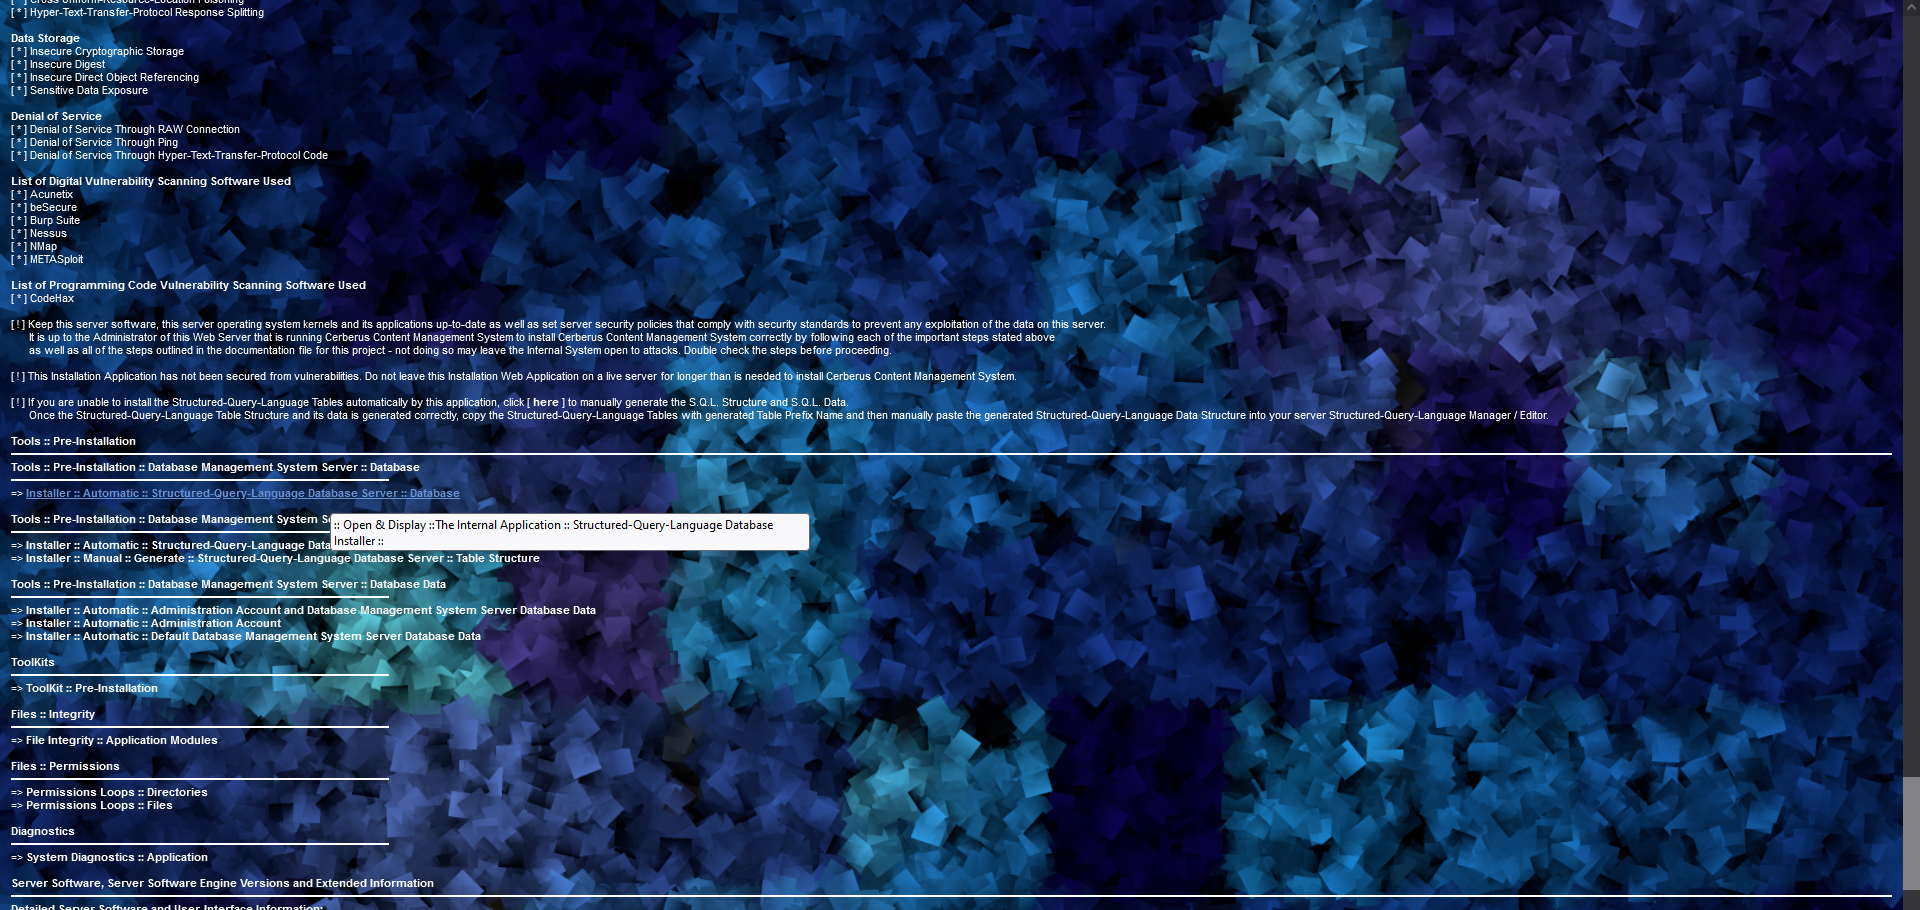 [ * ] Cross Uniform-Resource-Location Poisoning
[ * ] Hyper-Text-Transfer-Protocol Response Splitting
Data Storage
[ * ] Insecure Cryptographic Storage
[ * ] Insecure Digest
[ * ] Insecure Direct Object Referencing
[ * ] Sensitive Data Exposure
Denial of Service
[ * ] Denial of Service Through RAW Connection
[ * ] Denial of Service Through Ping
[ * ] Denial of Service Through Hyper-Text-Transfer-Protocol Code
List of Digital Vulnerability Scanning Software Used
[ * ] Acunetix
[ * ] beSecure
[ * ] Burp Suite
[ * ] Nessus
[ * ] NMap
[ * ] METASploit
List of Programming Code Vulnerability Scanning Software Used
[ * ] CodeHax
[ ! ] Keep this server software, this server operating system kernels and its applications up-to-date as well as set server security policies that comply with security standards to prevent any exploitation of the data on this server.
It is up to the Administrator of this Web Server that is running Cerberus Content Management System to install Cerberus Content Management System correctly by following each of the important steps stated above
as well as all of the steps outlined in the documentation file for this project - not doing so may leave the Internal System open to attacks. Double check the steps before proceeding.
[ ! ] This Installation Application has not been secured from vulnerabilities. Do not leave this Installation Web Application on a live server for longer than is needed to install Cerberus Content Management System.
[ ! ] If you are unable to install the Structured-Query-Language Tables automatically by this application, click [ here ] to manually generate the S.Q.L. Structure and S.Q.L. Data.
Once the Structured-Query-Language Table Structure and its data is generated correctly, copy the Structured-Query-Language Tables with generated Table Prefix Name and then manually paste the generated Structured-Query-Language Data Structure into your server Structured-Query-Language Manager / Editor.
Tools :: Pre-Installation
Tools :: Pre-Installation :: Database Management System Server :: Database
=> Installer :: Automatic :: Structured-Query-Language Database Server :: Database
Tools :: Pre-Installation :: Database Management System Se
:: Open & Display ::The Internal Application :: Structured-Query-Language Database
Installer ::
=> Installer :: Automatic :: Structured-Query-Language Data
=> Installer :: Manual :: Generate :: Structured-Query-Language Database Server :: Table Structure
Tools :: Pre-Installation :: Database Management System Server :: Database Data
=> Installer :: Automatic :: Administration Account and Database Management System Server Database Data
=> Installer :: Automatic :: Administration Account
=> Installer :: Automatic :: Default Database Management System Server Database Data
ToolKits
=> ToolKit :: Pre-Installation
Files :: Integrity
=> File Integrity :: Application Modules
Files :: Permissions
=> Permissions Loops :: Directories
=> Permissions Loops :: Files
Diagnostics
=> System Diagnostics :: Application
Server Software, Server Software Engine Versions and Extended Information
Detailed Server Software and User Interface Information: